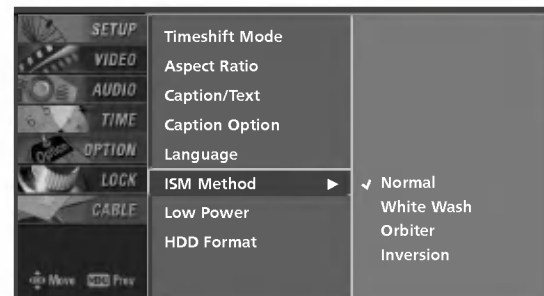 SETUP
VIDEO
AUDIO
TIME
OPTION
LOCK
CABLE
Move MENU Prev
Timeshift Mode
Aspect Ratio
Caption/Text
Caption Option
Language
ISM Method
Low Power
HDD Format
Normal
White Wash
Orbiter
Inversion